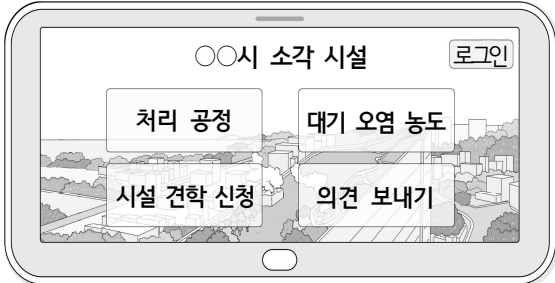 ○○시 소각 시설
로그인
처리 공정
대기 오염 농도
시설 견학 신청
의견 보내기